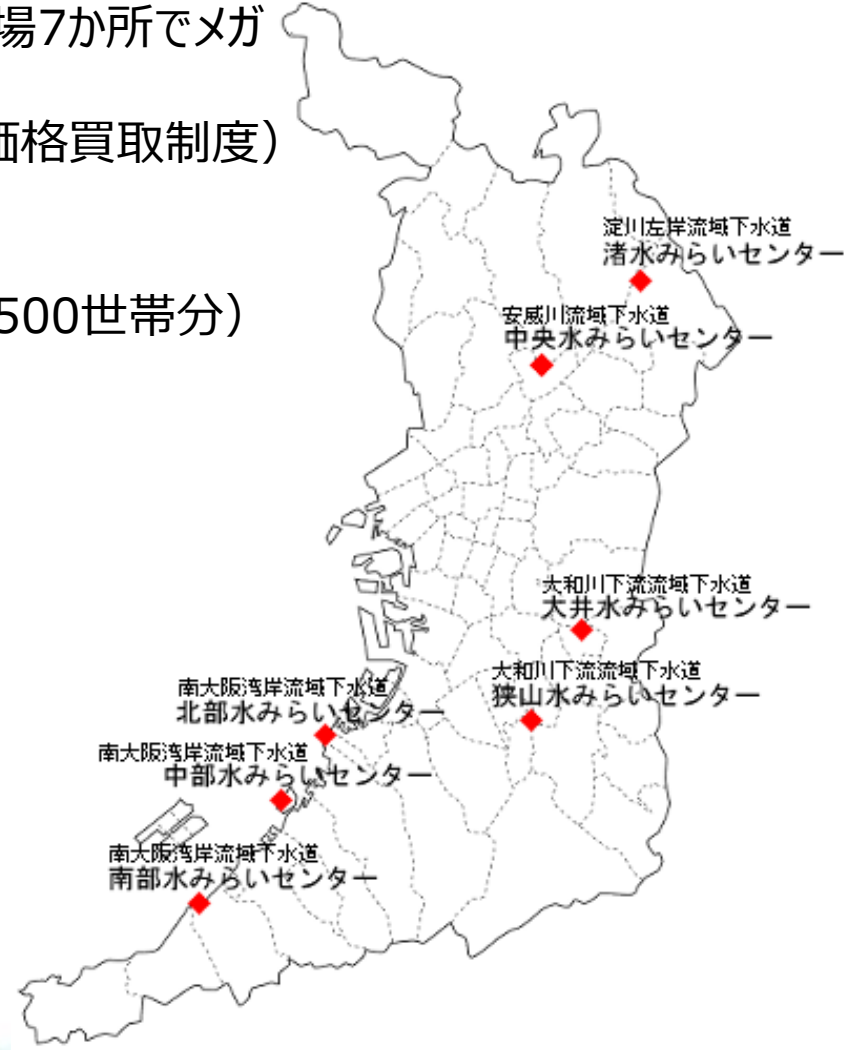 場7か所でメガ
価格買取制度）
500世帯分）
淀川左岸流域下水道
渚水みらいセンター
安威川流域下水道
中央水みらいセンター
大和川下流流域下水道
大井水みらいセンター
大和川下流流域下水道
狭山水みらいセンター
南大阪湾岸流域下水道
北部水みらいセンター
南大阪湾岸流域下水道
中部水みらいセンター
南大阪湾岸流域下水道
南部水みらいセンター